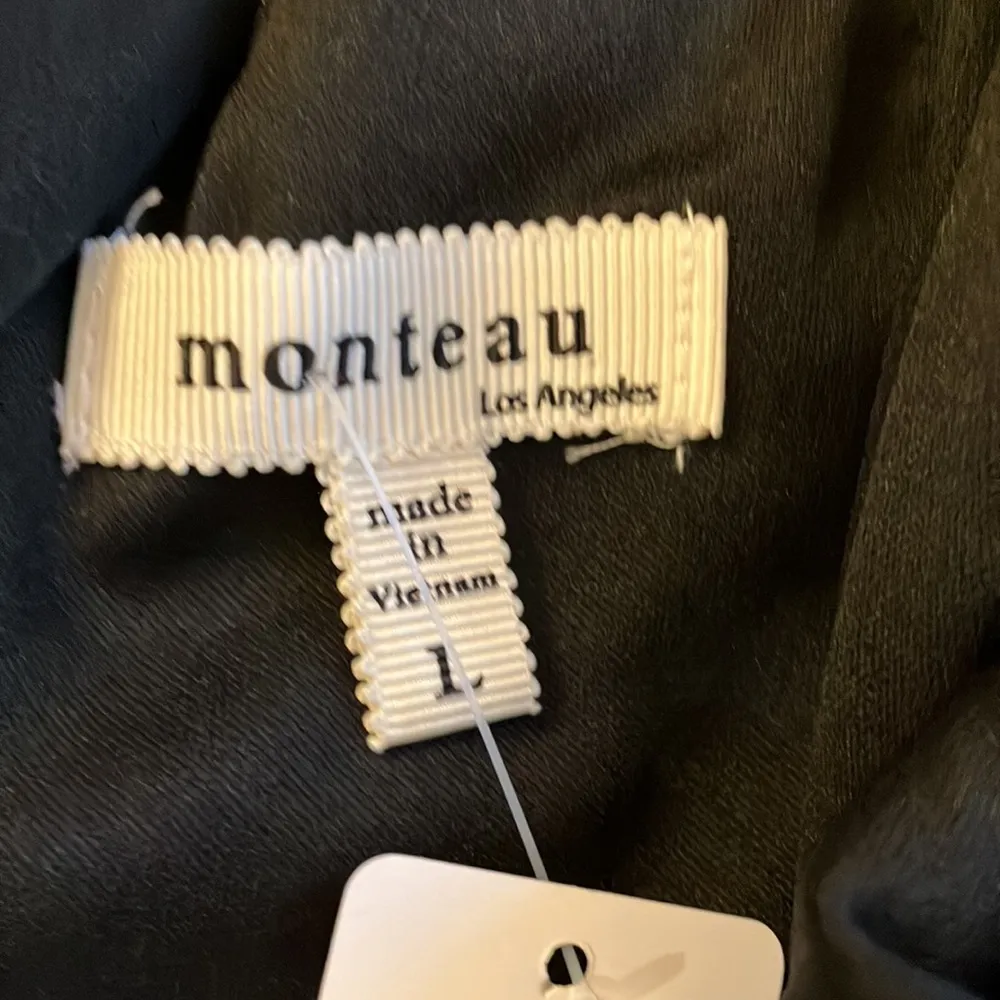 monteau
Los Angeles
made
in
Vietnam
L